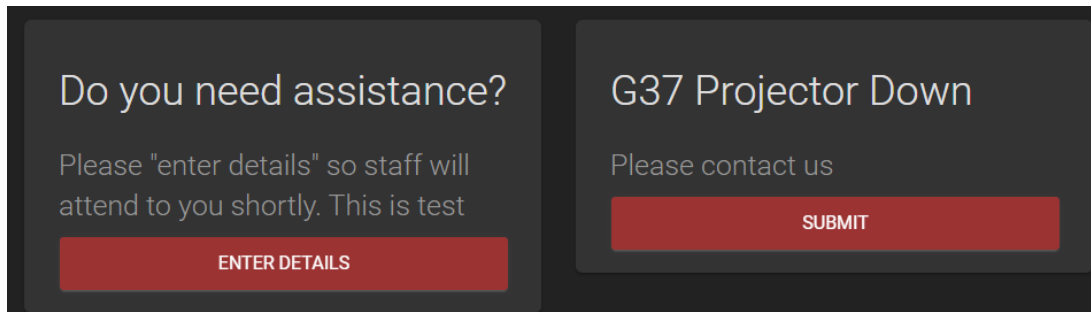 Do you need assistance?
Please "enter details" so staff will
attend to you shortly. This is test
ENTER DETAILS
G37 Projector Down
Please contact us
SUBMIT